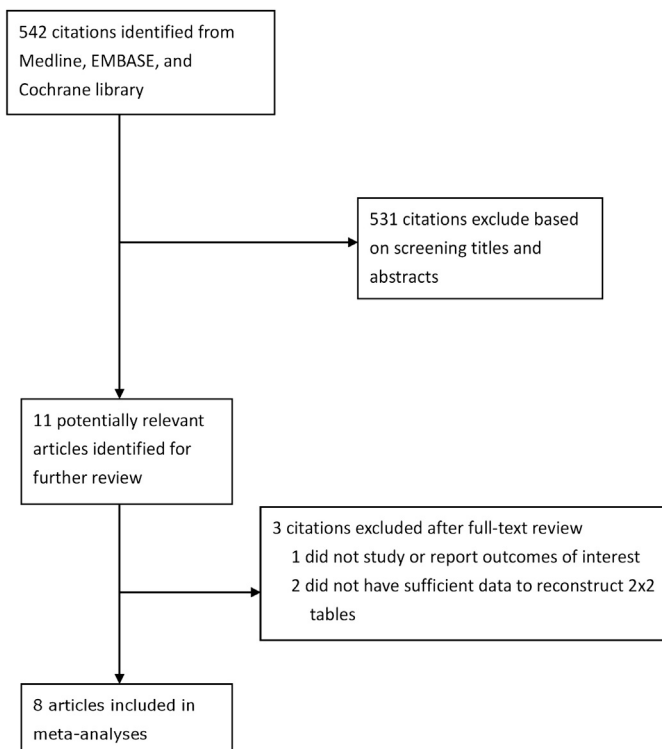 542 citations identified from
Medline, EMBASE, and
Cochrane library
531 citations exclude based
on screening titles and
abstracts
11 potentially relevant
articles identified for
further review
3 citations excluded after full-text review
1 did not study or report outcomes of interest
2 did not have sufficient data to reconstruct 2x2
tables
8 articles included in
meta-analyses